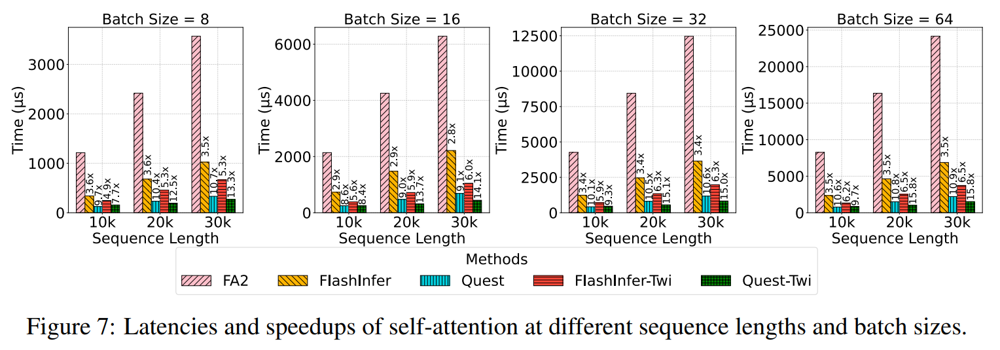 Batch Size = 8
Time (µs)
3000
2000
1000
0
3.6x
9.7x
4.9x
7.7x
3.6x
10.4x
5.3x
12.5x
3.5x
10.7x
5.3x
13.3x
10k
20k
30k
Sequence Length
Batch Size = 16
Time (µs)
6000
4000
2000
0
2.9x
8.6x
5.6x
8.4x
2.9x
9.0x
5.9x
13.7x
2.8x
9.1x
6.0x
14.1x
10k
20k
30k
Sequence Length
Batch Size = 32
Time (µs)
12500
10000
7500
5000
2500
0
3.4x
10.1x
5.9x
9.3x
3.4x
10.5x
6.3x
15.1x
3.4x
10.6x
6.3x
15.0x
10k
20k
30k
Sequence Length
Batch Size = 64
Time (µs)
25000
20000
15000
10000
5000
0
3.5x
10.6x
6.2x
9.7x
3.5x
10.8x
6.5x
15.8x
3.5x
10.9x
6.5x
15.8x
10k
20k
30k
Sequence Length
Methods
FA2
FlashInfer
Quest
FlashInfer-Twi
Quest-Twi
Figure 7: Latencies and speedups of self-attention at different sequence lengths and batch sizes.